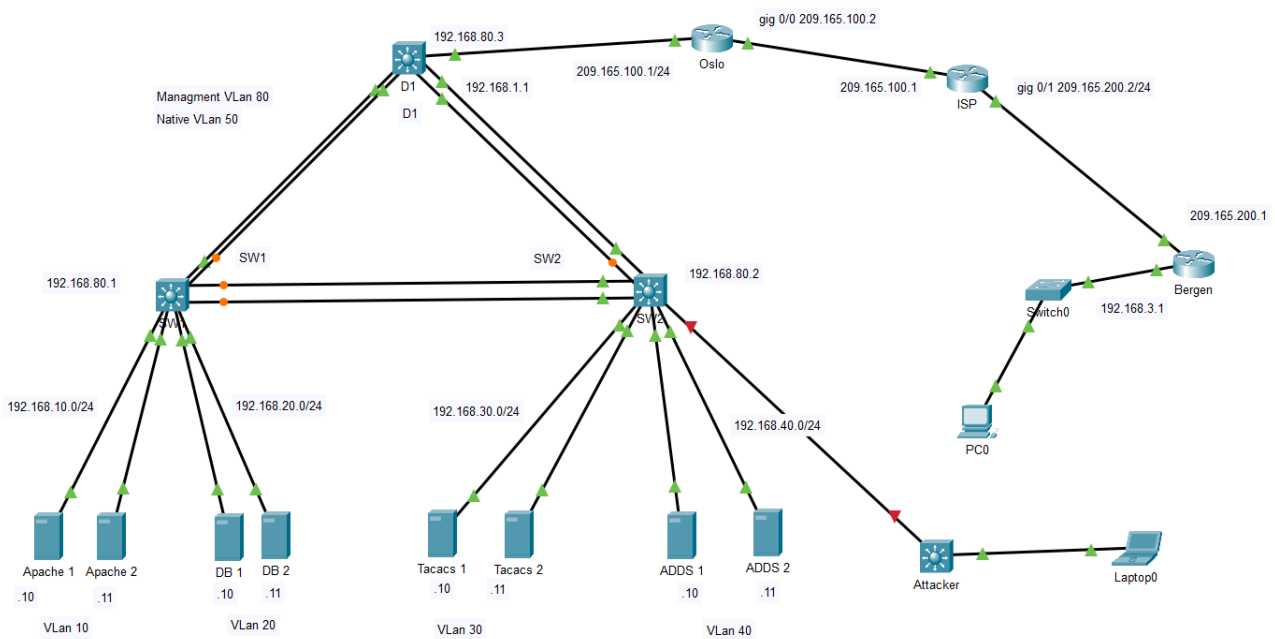 gig 0/0 209.165.100.2
192.168.80.3
Oslo
209.165.100.1/24
D1
192.168.1.1
209.165.100.1
gig 0/1 209.165.200.2/24
ISP
Managment VLan 80
D1
Native VLan 50
209.165.200.1
SW1
SW2
192.168.80.2
192.168.80.1
Bergen
Switch0
192.168.3.1
SW1
SW2
192.168.10.0/24
192.168.20.0/24
192.168.30.0/24
192.168.40.0/24
PC0
Apache 1
Apache 2
DB 1
DB 2
Tacacs 1
Tacacs 2
ADDS 1
ADDS 2
Attacker
Laptop0
.10
.11
.10
.11
.10
.11
.10
.11
VLan 10
VLan 20
VLan 30
VLan 40